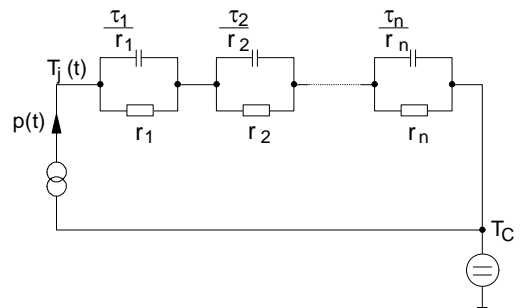 τ1 τ2 τn
r1 r2 rn
Tj (t)
p(t)
r1 r2 rn
TC